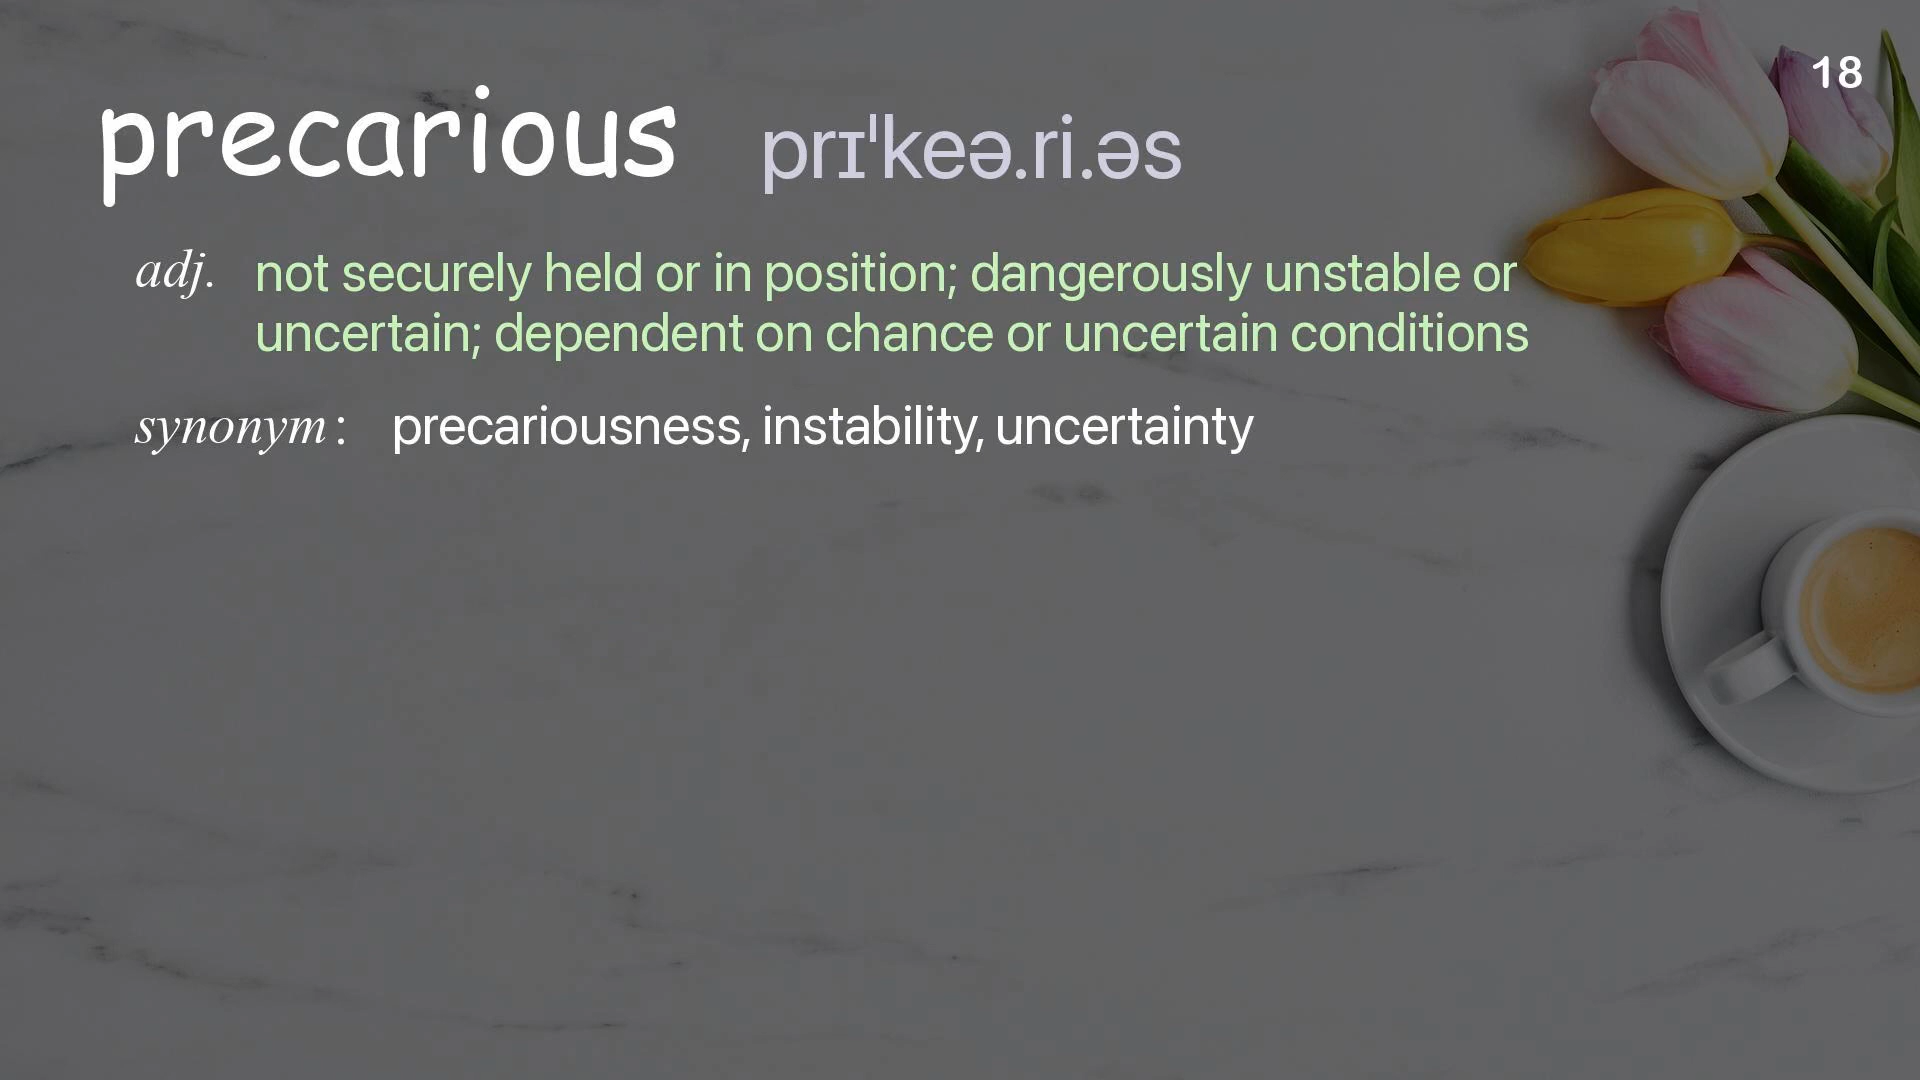 18
precarious prɪˈkeə.ri.əs
adj. not securely held or in position; dangerously unstable or
uncertain; dependent on chance or uncertain conditions
synonym : precariousness, instability, uncertainty